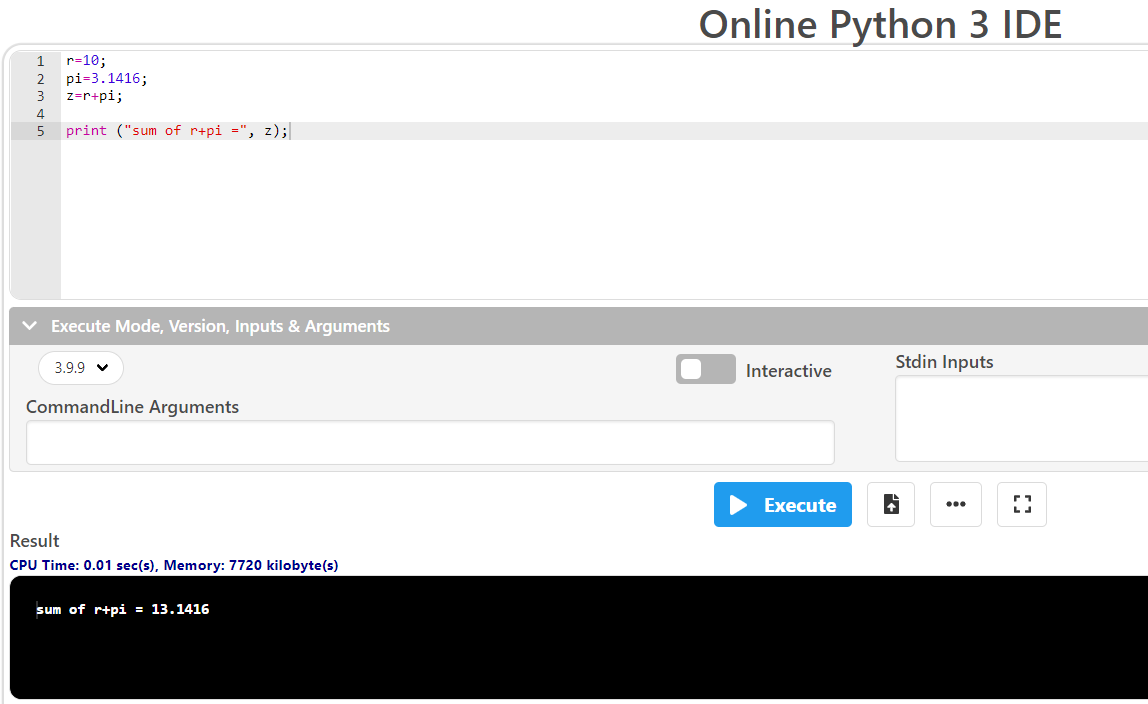 Online Python 3 IDE
1 r=10;
2 pi=3.1416;
3 z=r+pi;
4
5 print ("sum of r+pi =", z);
Execute Mode, Version, Inputs & Arguments
3.9.9
Interactive
Stdin Inputs
CommandLine Arguments
Execute
Result
CPU Time: 0.01 sec(s), Memory: 7720 kilobyte(s)
sum of r+pi = 13.1416